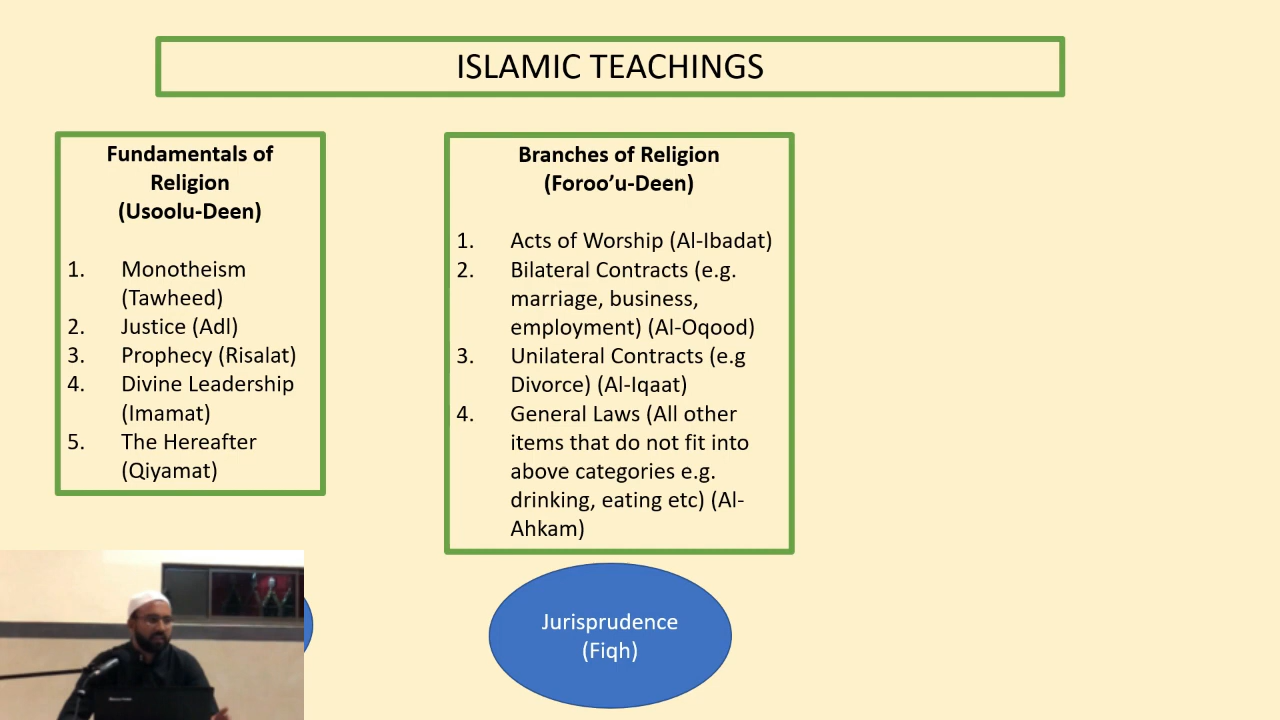 ISLAMIC TEACHINGS
Fundamentals of
Religion
(Usoolu-Deen)
1. Monotheism
(Tawheed)
2. Justice (Adl)
3. Prophecy (Risalat)
4. Divine Leadership
(Imamat)
5. The Hereafter
(Qiyamat)
Branches of Religion
(Foroo’u-Deen)
1. Acts of Worship (Al-Ibadat)
2. Bilateral Contracts (e.g.
marriage, business,
employment) (Al-Oqood)
3. Unilateral Contracts (e.g
Divorce) (Al-Iqaat)
4. General Laws (All other
items that do not fit into
above categories e.g.
drinking, eating etc) (Al-
Ahkam)
Jurisprudence
(Fiqh)